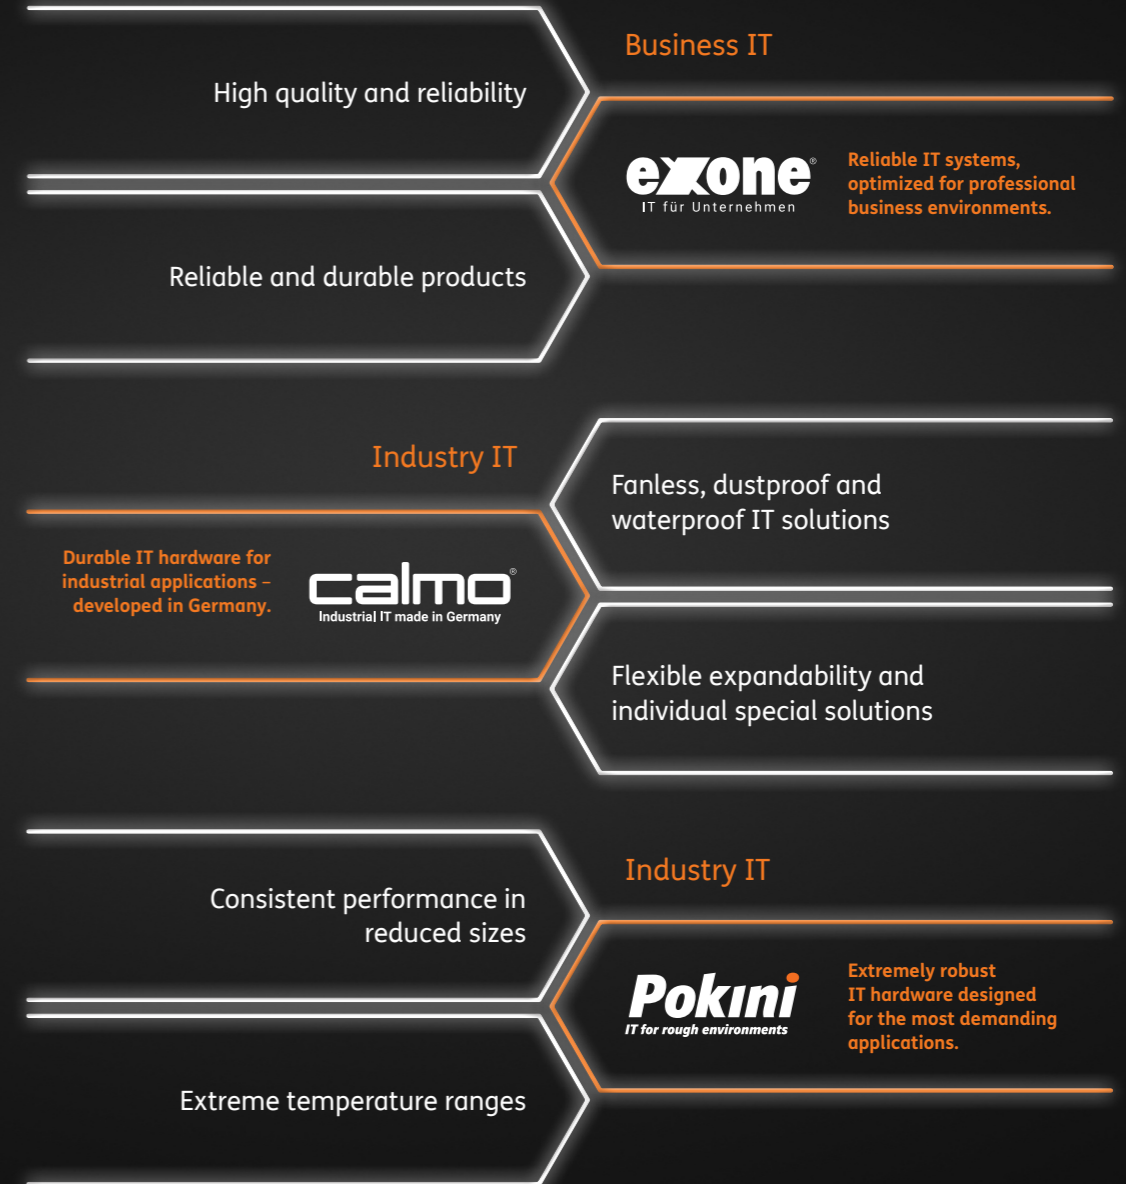 Business IT
High quality and reliability
exone®
IT für Unternehmen
Reliable IT systems,
optimized for professional
business environments.
Reliable and durable products
Industry IT
Durable IT hardware for
industrial applications –
developed in Germany.
calmo®
Industrial IT made in Germany
Fanless, dustproof and
waterproof IT solutions
Flexible expandability and
individual special solutions
Consistent performance in
reduced sizes
Industry IT
Pokini
IT for rough environments
Extremely robust
IT hardware designed
for the most demanding
applications.
Extreme temperature ranges